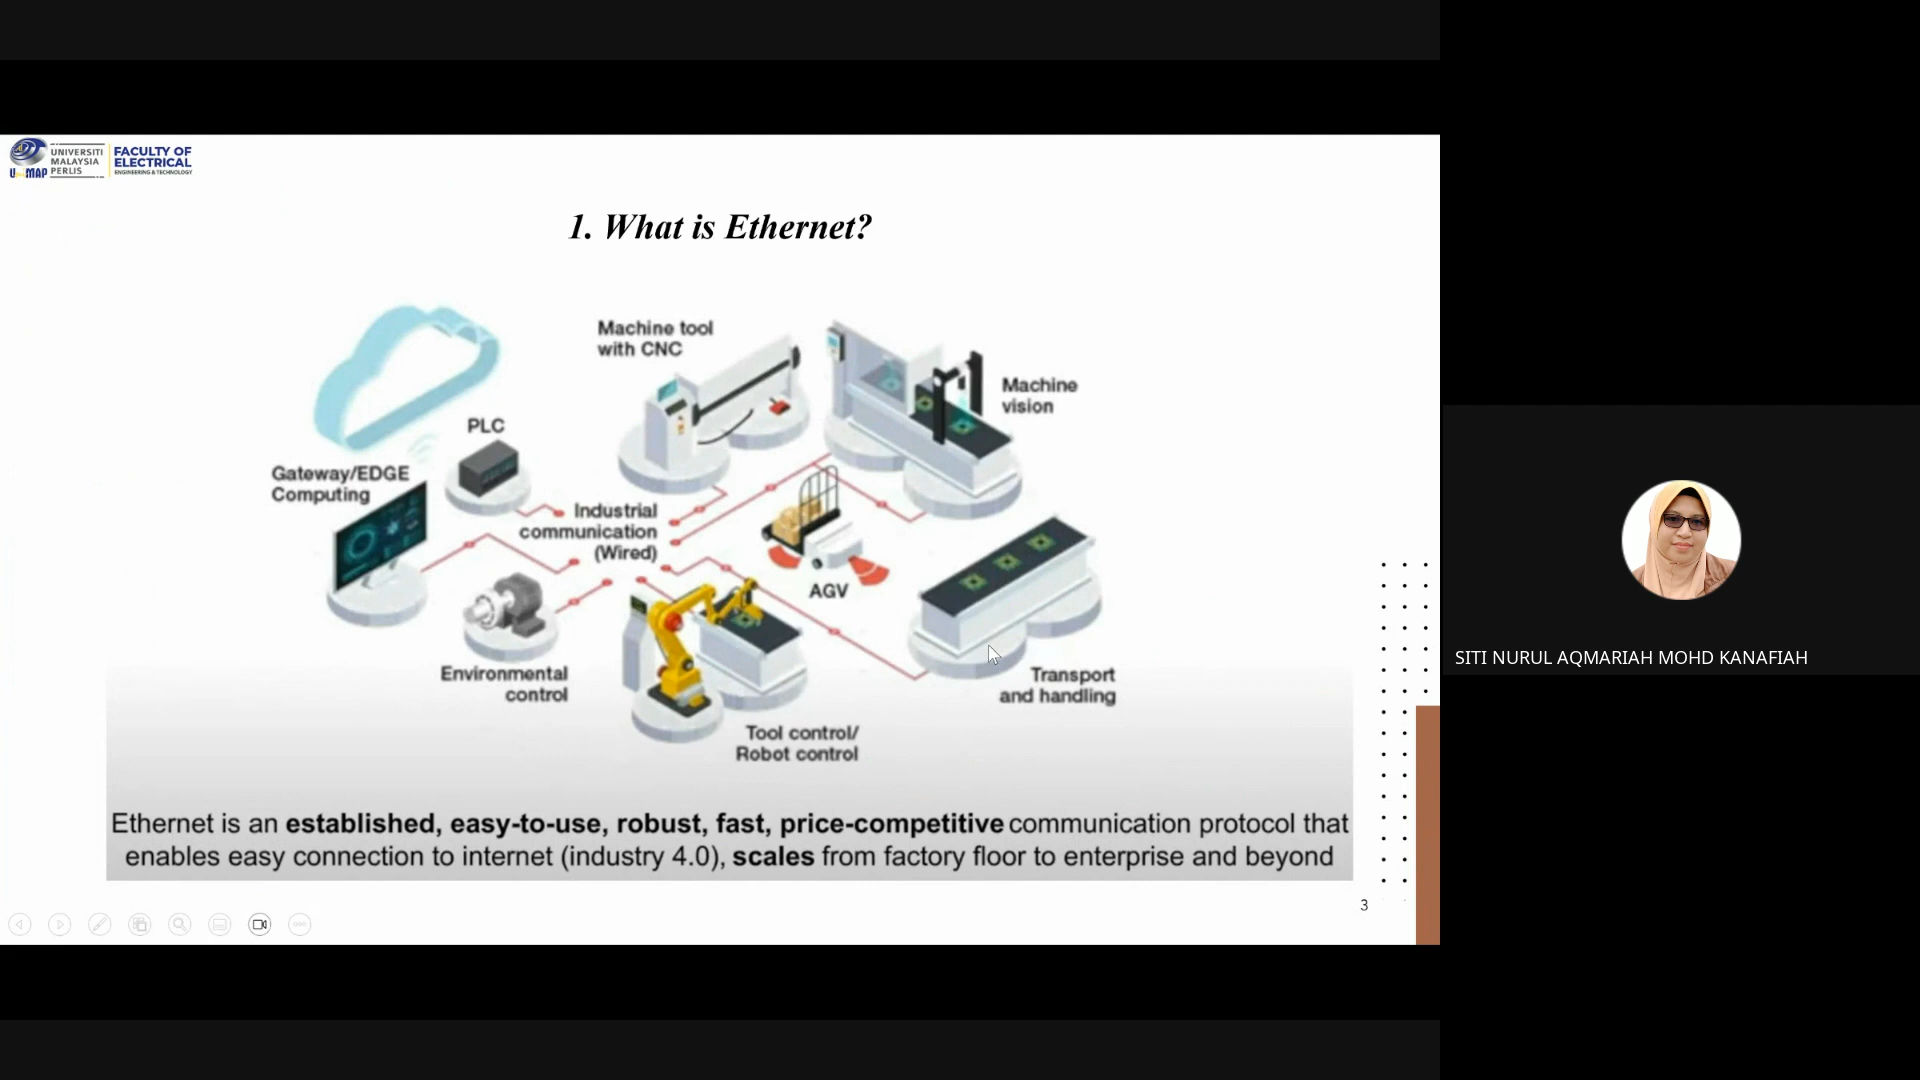 UNIVERSITI
MALAYSIA
PERLIS
UniMAP
FACULTY OF
ELECTRICAL
ENGINEERING & TECHNOLOGY
1. What is Ethernet?
Machine tool
with CNC
Machine
vision
PLC
Gateway/EDGE
Computing
Industrial
communication
(Wired)
AGV
Environmental
control
Transport
and handling
Tool control/
Robot control
Ethernet is an established, easy-to-use, robust, fast, price-competitive communication protocol that
enables easy connection to internet (industry 4.0), scales from factory floor to enterprise and beyond
3
SITI NURUL AQMARIAH MOHD KANAFIAH